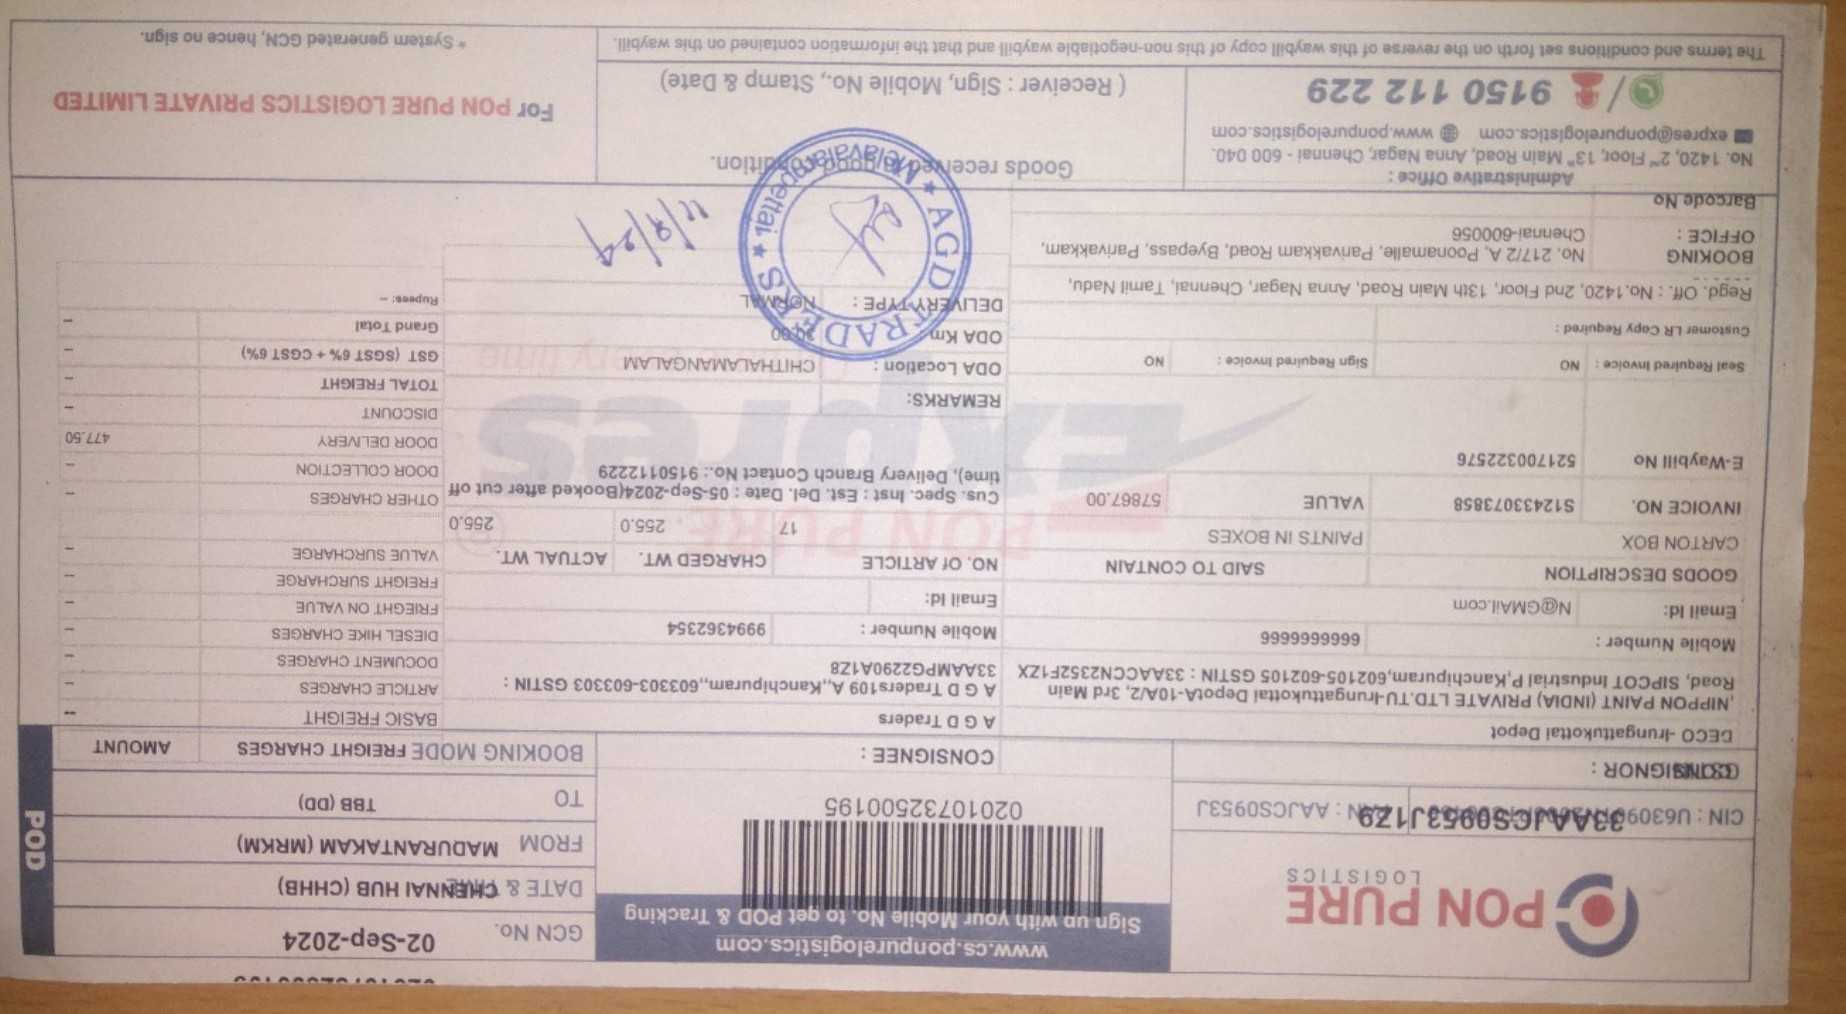 PON PURE
LOGISTICS
www.cs.ponpurelogistics.com
Sign up with your Mobile No. to get POD & Tracking
02010732500195
GCN No.
02-Sep-2024
DATE & TIME
CHENNAI HUB (CHHB)
FROM
MADURANTAKAM (MRKM)
TO
TBB (DD)
POD
33AAJCS0953J1Z9
PAN : AAJCS0953J
CONSIGNOR :
CONSIGNEE :
BOOKING MODE
FREIGHT CHARGES
AMOUNT
DECO -Irungattukottai Depot
,NIPPON PAINT (INDIA) PRIVATE LTD.TU-Irungattukottai DepotA-10A/2, 3rd Main
Road, SIPCOT Industrial P,Kanchipuram,602105-602105 GSTIN : 33AACCN2352F1ZX
Mobile Number :
6666666666
Email Id:
N@GMAil.com
A G D Traders
A G D Traders109 A,,Kanchipuram,,603303-603303 GSTIN :
33AAMPG2290A1Z8
Mobile Number :
9994362354
Email Id:
GOODS DESCRIPTION
SAID TO CONTAIN
CARTON BOX
PAINTS IN BOXES
INVOICE NO.
S12433073858
VALUE
57867.00
E-Waybill No
521700322576
NO. Of ARTICLE
CHARGED WT.
ACTUAL WT.
17
255.0
255.0
Cus. Spec. Inst : Est. Del. Date : 05-Sep-2024(Booked after cut off
time), Delivery Branch Contact No.: 9150112229
REMARKS:
Seal Required Invoice :
NO
Sign Required Invoice :
NO
Customer LR Copy Required :
ODA Location :
CHITHALAMANGALAM
ODA Km
DELIVERY TYPE :
NORMAL
BASIC FREIGHT --
ARTICLE CHARGES --
DOCUMENT CHARGES --
DIESEL HIKE CHARGES --
FRIEGHT ON VALUE --
FREIGHT SURCHARGE --
VALUE SURCHARGE --
OTHER CHARGES --
DOOR COLLECTION --
DOOR DELIVERY 477.50
DISCOUNT --
TOTAL FREIGHT --
GST (SGST 6% + CGST 6%) --
Grand Total --
Rupees: --
Regd. Off. : No.1420, 2nd Floor, 13th Main Road, Anna Nagar, Chennai, Tamil Nadu,
BOOKING
OFFICE :
No. 217/2 A, Poonamalle, Parivakkam Road, Byepass, Parivakkam,
Chennai-600056
Barcode No
PON PURE
Expres
AGD TRADERS
Melavalampettai
11/9/24
Administrative Office :
No. 1420, 2nd Floor, 13th Main Road, Anna Nagar, Chennai - 600 040.
expres@ponpurelogistics.com www.ponpurelogistics.com
9150 112 229
Goods received in good condition.
( Receiver : Sign, Mobile No., Stamp & Date)
For PON PURE LOGISTICS PRIVATE LIMITED
The terms and conditions set forth on the reverse of this waybill copy of this non-negotiable waybill and that the information contained on this waybill.
* System generated GCN, hence no sign.